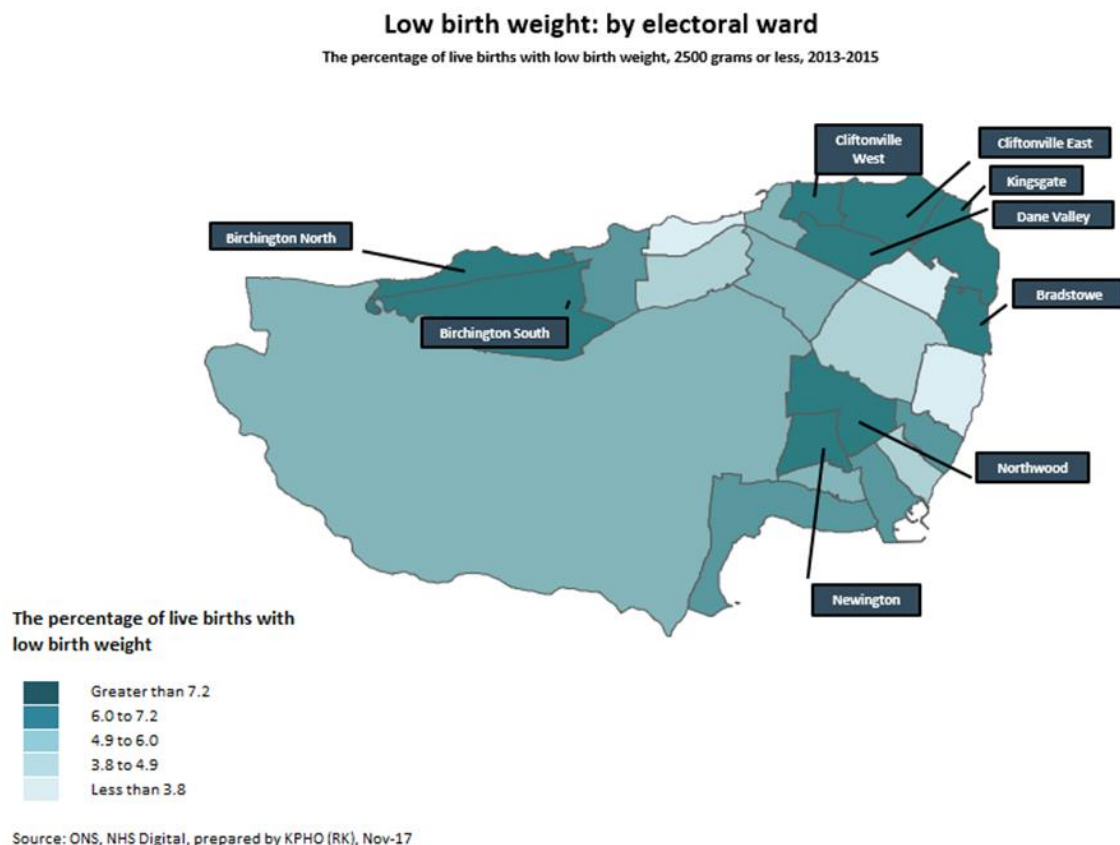 Low birth weight: by electoral ward
The percentage of live births with low birth weight, 2500 grams or less, 2013-2015
Cliftonville
West
Cliftonville East
Kingsgate
Dane Valley
Birchington North
Bradstowe
Birchington South
Northwood
Newington
The percentage of live births with
low birth weight
Greater than 7.2
6.0 to 7.2
4.9 to 6.0
3.8 to 4.9
Less than 3.8
Source: ONS, NHS Digital, prepared by KPHO (RK), Nov-17